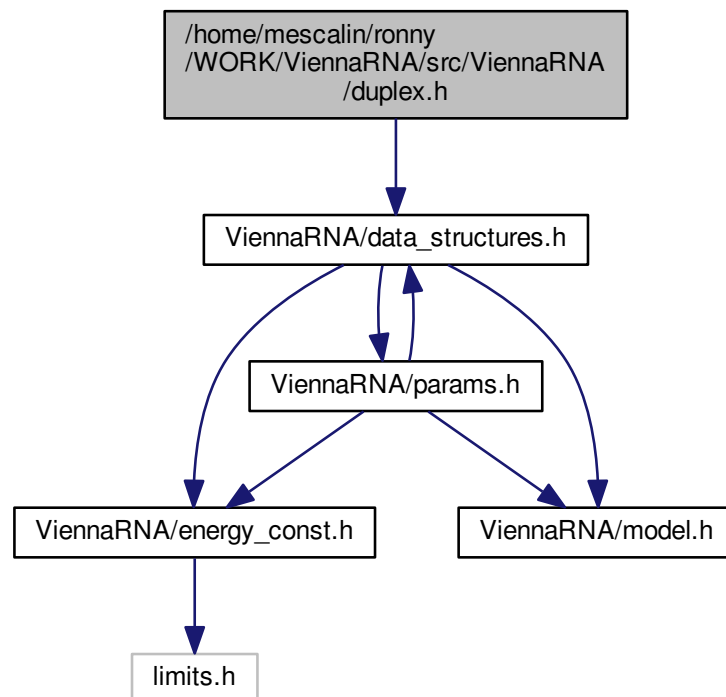 /home/mescalin/ronny
/WORK/ViennaRNA/src/ViennaRNA
/duplex.h
ViennaRNA/data_structures.h
ViennaRNA/params.h
ViennaRNA/energy_const.h
ViennaRNA/model.h
limits.h